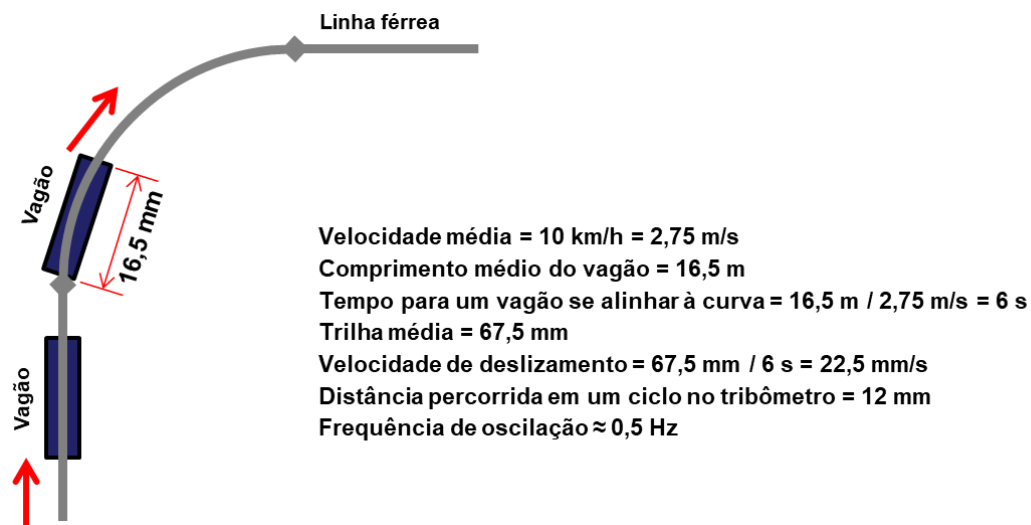 Linha férrea
Vagão
16,5 mm
Vagão
Velocidade média = 10 km/h = 2,75 m/s
Comprimento médio do vagão = 16,5 m
Tempo para um vagão se alinhar à curva = 16,5 m / 2,75 m/s = 6 s
Trilha média = 67,5 mm
Velocidade de deslizamento = 67,5 mm / 6 s = 22,5 mm/s
Distância percorrida em um ciclo no tribômetro = 12 mm
Frequência de oscilação ≈ 0,5 Hz